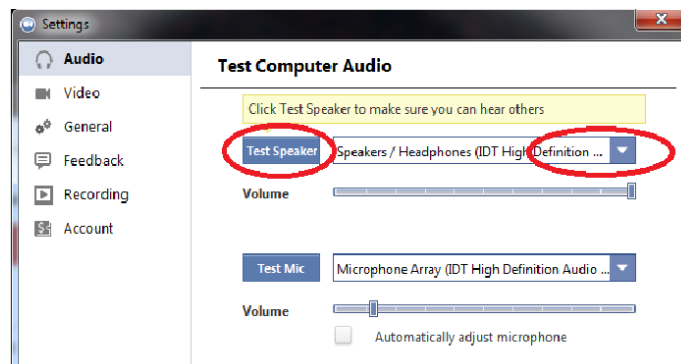 Settings
Audio
Video
General
Feedback
Recording
Account
Test Computer Audio
Click Test Speaker to make sure you can hear others
Test Speaker Speakers / Headphones (IDT High Definition ...
Volume
Test Mic Microphone Array (IDT High Definition Audio ...
Volume
Automatically adjust microphone